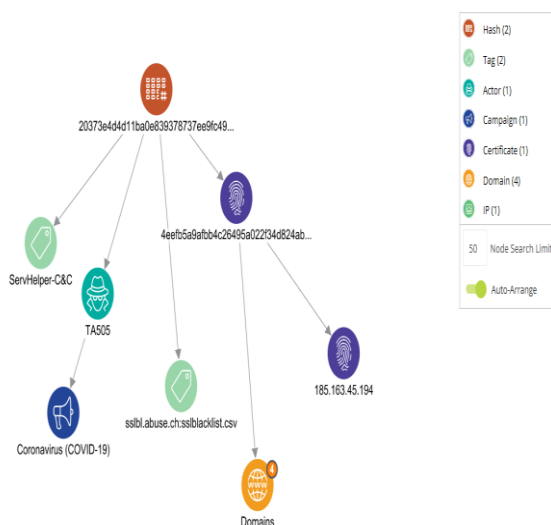 Hash (2)
Tag (2)
Actor (1)
Campaign (1)
Certificate (1)
Domain (4)
IP (1)
50 Node Search Limit
Auto-Arrange
20373e4d4d11ba0e839378737ee9fc49...
4eefb5a9afbb4c26495a022f34d824ab...
ServHelper-C&C
TA505
185.163.45.194
sslbl.abuse.ch:sslblacklist.csv
Coronavirus (COVID-19)
4
www
Domains